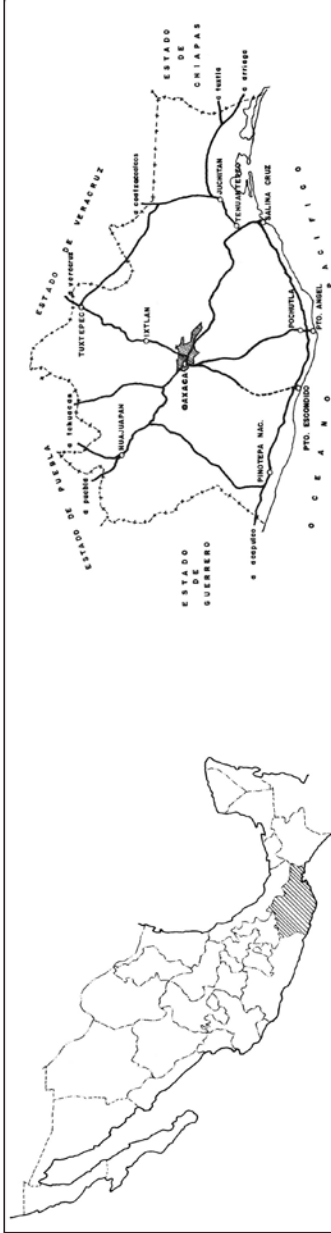 ESTADO DE VERACRUZ
ESTADO DE PUEBLA
a veracruz
TUXTEPEC
a tehuacan
a puebla
HUAJUAPAN
IXTLAN
a coatzacoalcos
ESTADO
DE
CHIAPAS
a tuxtla
a arriaga
OAXACA
JUCHITAN
TEHUANTEPEC
SALINA CRUZ
ESTADO
DE
GUERRERO
PINOTEPA NAC.
a acapulco
POCHUTLA
PTO. ANGEL
PTO. ESCONDIDO
OCEANO PACIFICO